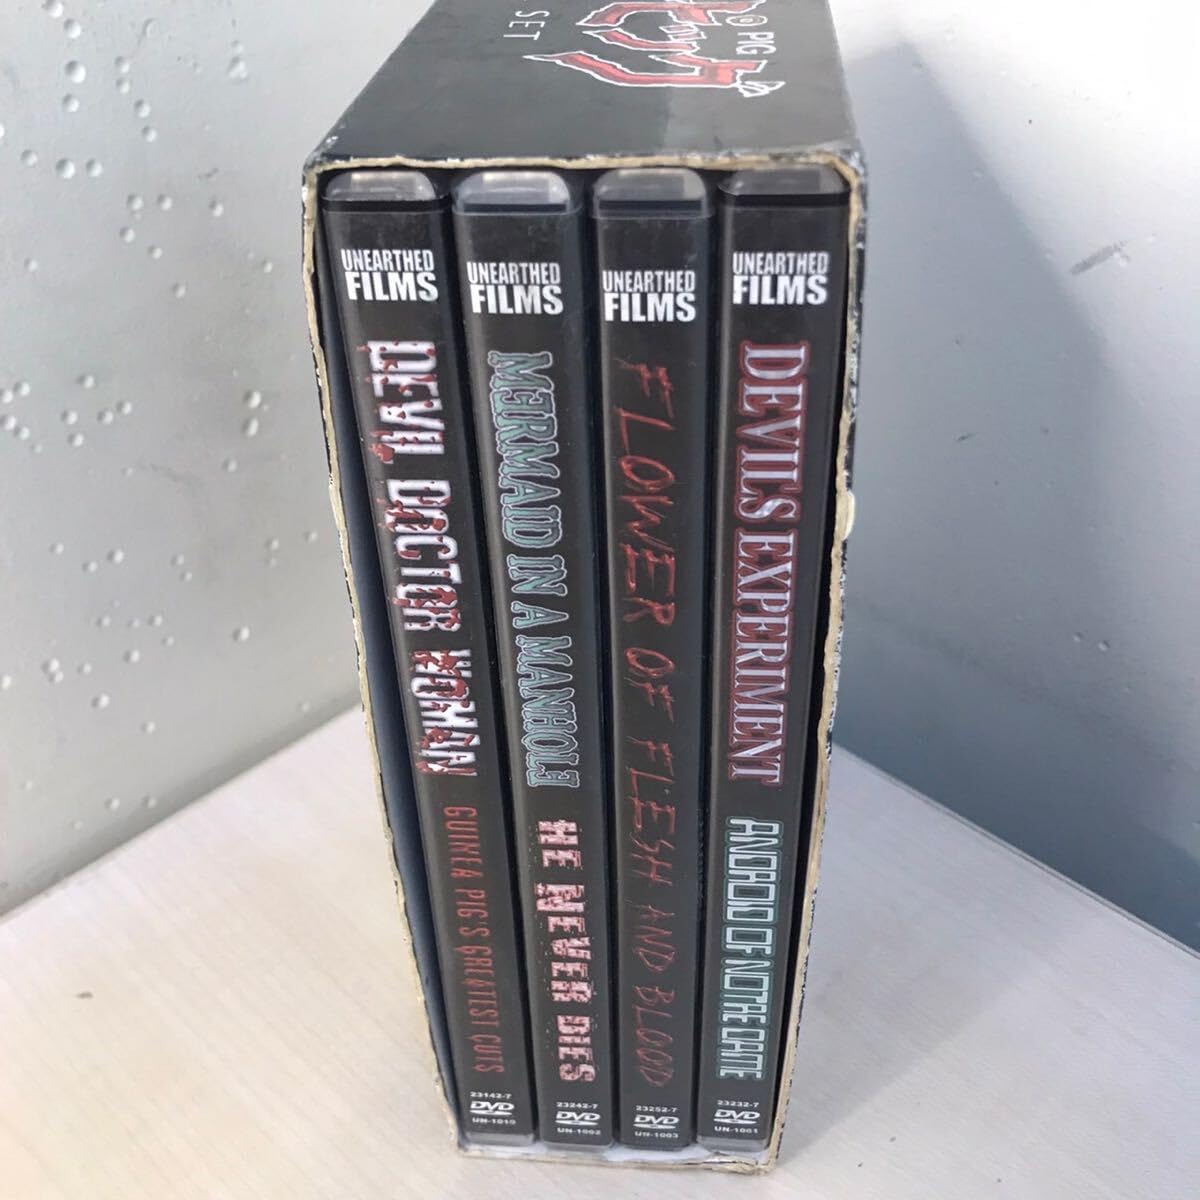 PIG
SET
UNEARTHED
FILMS
DEVIL DOCTOR WOMAN
GUINEA PIG'S GREATEST CUTS
23142-7
DVD
UN-1010
UNEARTHED
FILMS
MERMAID IN A MANHOLE
HE NEVER DIES
23242-7
DVD
UN-1002
UNEARTHED
FILMS
FLOWER OF FLESH AND BLOOD
23252-7
DVD
UN-1003
UNEARTHED
FILMS
DEVILS EXPERIMENT
ANDROID OF NOTRE DAME
23232-7
DVD
UN-1001